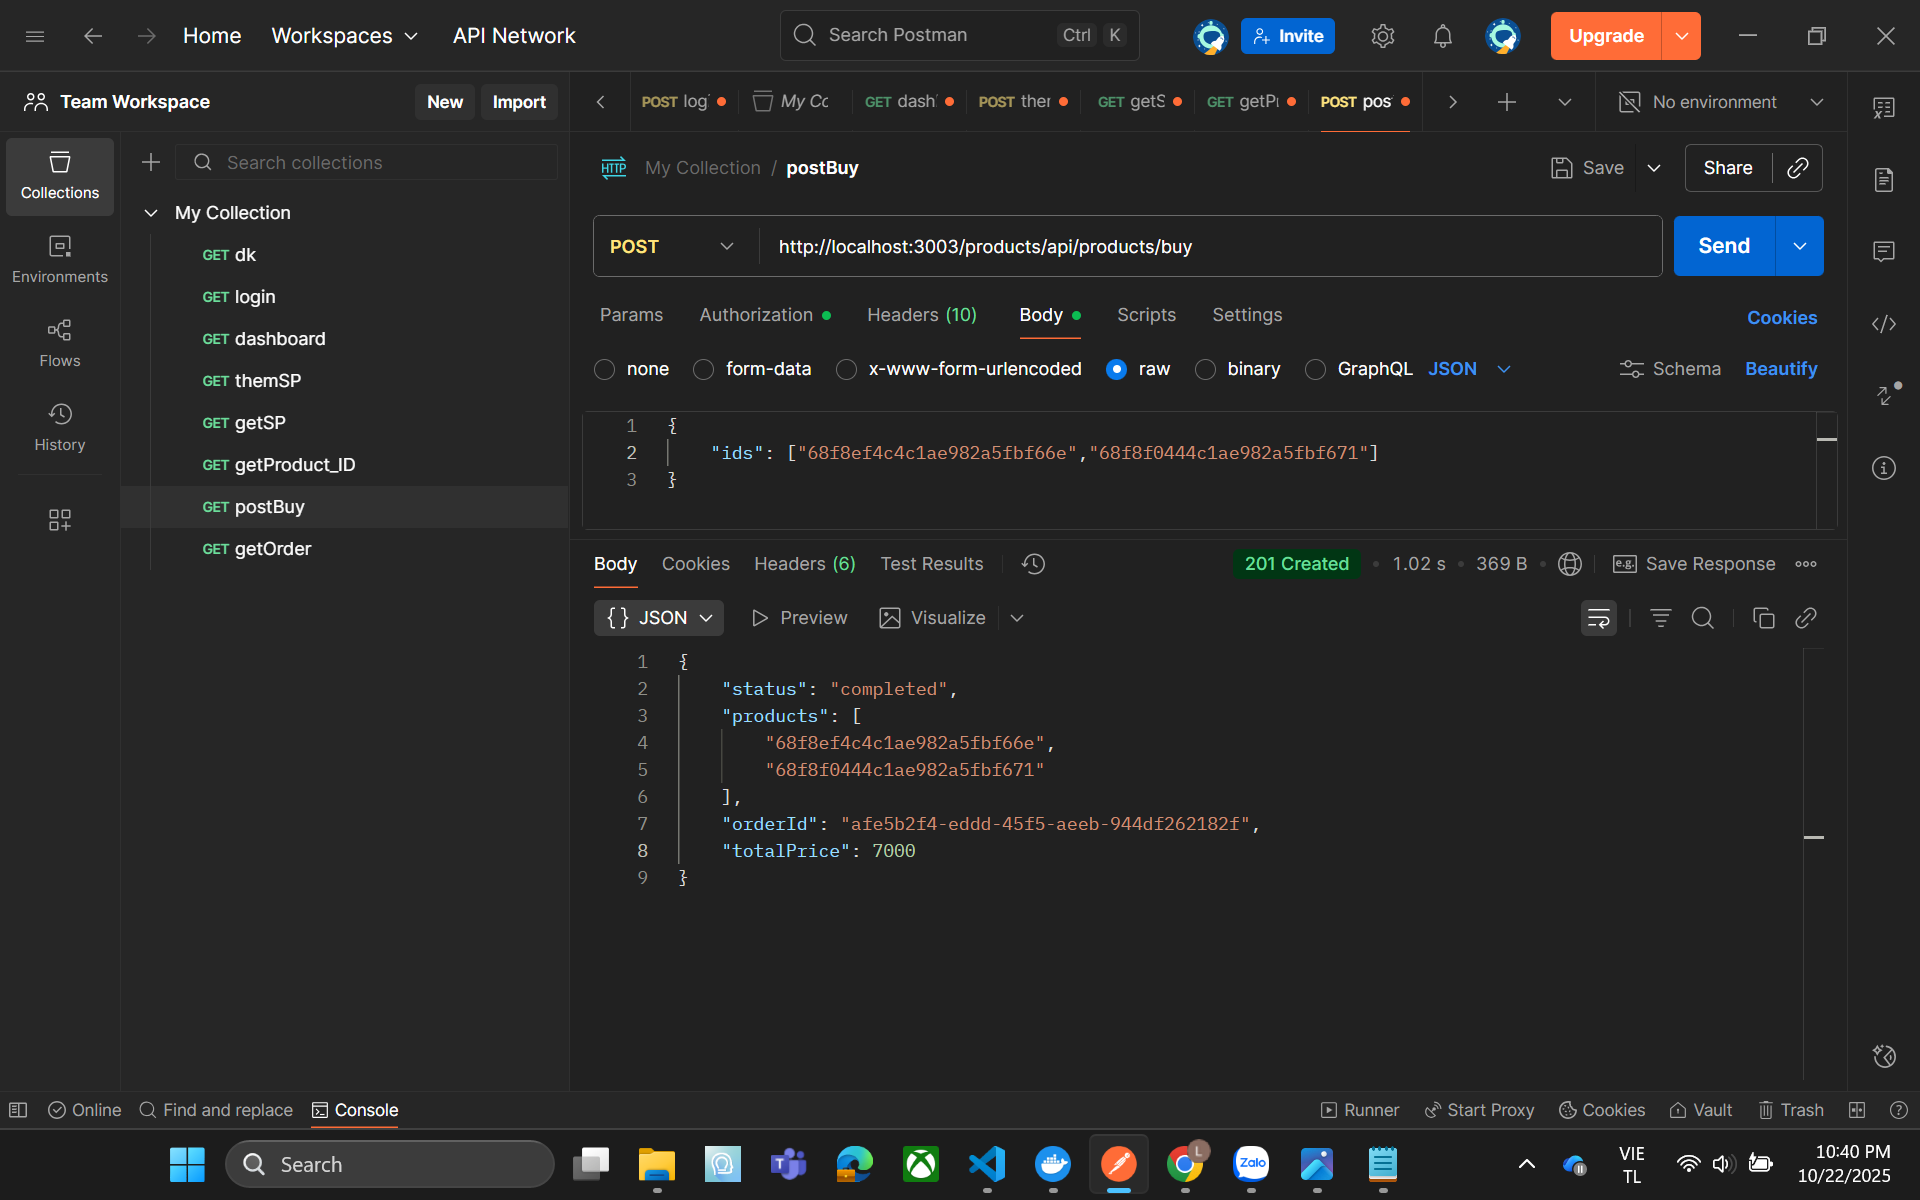 Home Workspaces API Network Search Postman Ctrl K Invite Upgrade
Team Workspace New Import
POST log My Cc GET dash POST ther GET getS GET getP POST pos No environment
Collections
Environments
Flows
History
Search collections
My Collection
GET dk
GET login
GET dashboard
GET themSP
GET getSP
GET getProduct_ID
GET postBuy
GET getOrder
HTTP My Collection / postBuy Save Share
POST http://localhost:3003/products/api/products/buy Send
Params Authorization Headers (10) Body Scripts Settings Cookies
none form-data x-www-form-urlencoded raw binary GraphQL JSON Schema Beautify
1 {
2 "ids": ["68f8ef4c4c1ae982a5fbf66e","68f8f0444c1ae982a5fbf671"]
3 }
Body Cookies Headers (6) Test Results 201 Created • 1.02 s • 369 B • e.g. Save Response
{} JSON Preview Visualize
1 {
2 "status": "completed",
3 "products": [
4 "68f8ef4c4c1ae982a5fbf66e",
5 "68f8f0444c1ae982a5fbf671"
6 ],
7 "orderId": "afe5b2f4-eddd-45f5-aeeb-944df262182f",
8 "totalPrice": 7000
9 }
Online Find and replace Console Runner Start Proxy Cookies Vault Trash
Search Zalo L VIE 10:40 PM
TL 10/22/2025